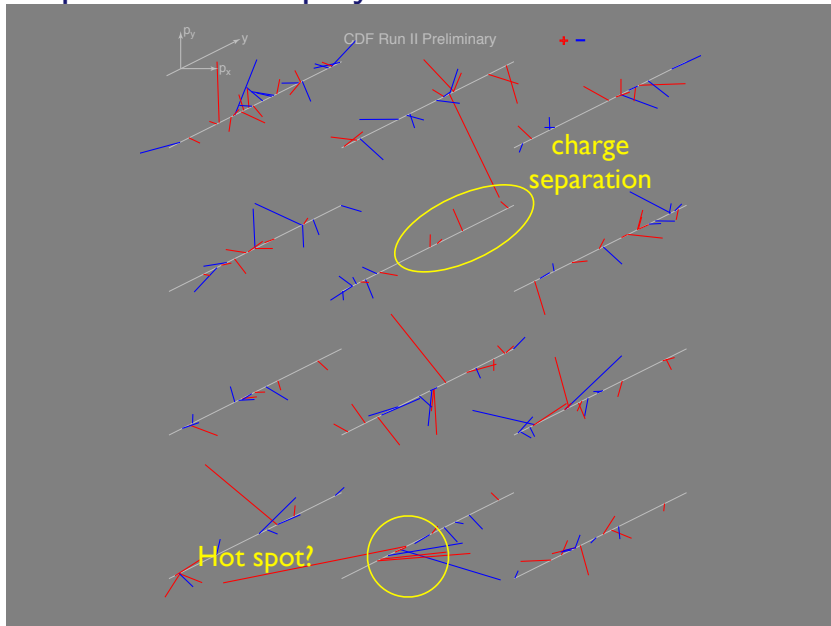 p_y
y
CDF Run II Preliminary
+ −
p_x
charge
separation
Hot spot?